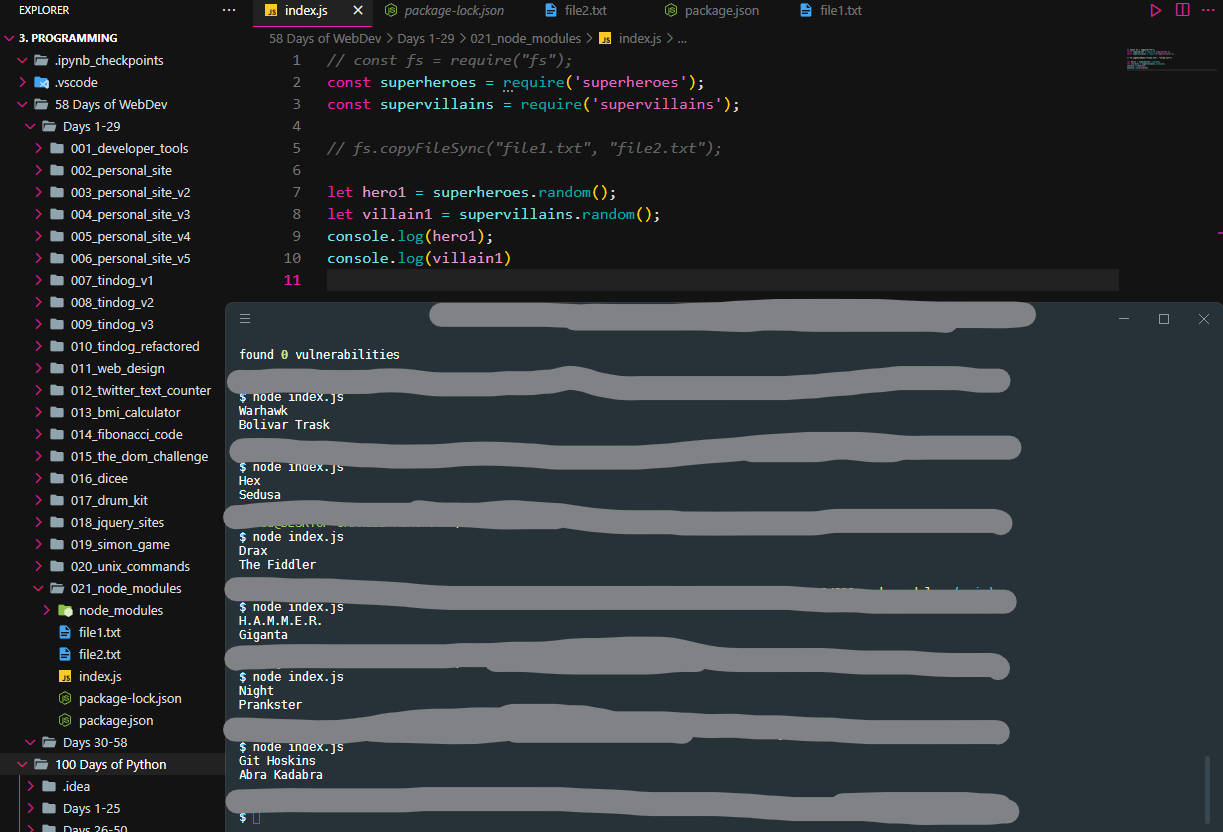 EXPLORER
3. PROGRAMMING
.ipynb_checkpoints
.vscode
58 Days of WebDev
Days 1-29
001_developer_tools
002_personal_site
003_personal_site_v2
004_personal_site_v3
005_personal_site_v4
006_personal_site_v5
007_tindog_v1
008_tindog_v2
009_tindog_v3
010_tindog_refactored
011_web_design
012_twitter_text_counter
013_bmi_calculator
014_fibonacci_code
015_the_dom_challenge
016_dicee
017_drum_kit
018_jquery_sites
019_simon_game
020_unix_commands
021_node_modules
node_modules
file1.txt
file2.txt
index.js
package-lock.json
package.json
Days 30-58
100 Days of Python
.idea
Days 1-25
Days 26-50
index.js package-lock.json file2.txt package.json file1.txt
58 Days of WebDev > Days 1-29 > 021_node_modules > index.js > ...
1 // const fs = require("fs");
2 const superheroes = require('superheroes');
3 const supervillains = require('supervillains');
4
5 // fs.copyFileSync("file1.txt", "file2.txt");
6
7 let hero1 = superheroes.random();
8 let villain1 = supervillains.random();
9 console.log(hero1);
10 console.log(villain1)
11
found 0 vulnerabilities
$ node index.js
Warhawk
Bolivar Trask
$ node index.js
Hex
Sedusa
$ node index.js
Drax
The Fiddler
$ node index.js
H.A.M.M.E.R.
Giganta
$ node index.js
Night
Prankster
$ node index.js
Git Hoskins
Abra Kadabra
$